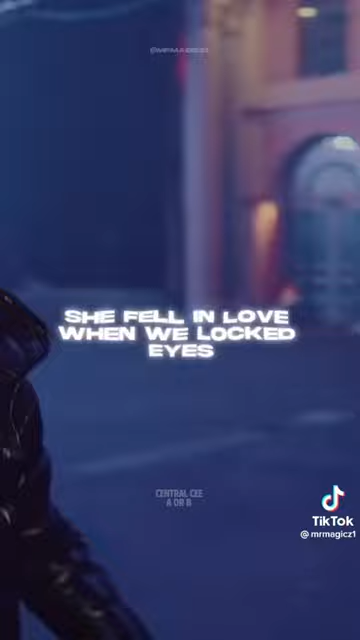 SHE FELL IN LOVE
WHEN WE LOCKED
EYES
CENTRAL CEE
A OR B
TikTok
@mrmagicz1